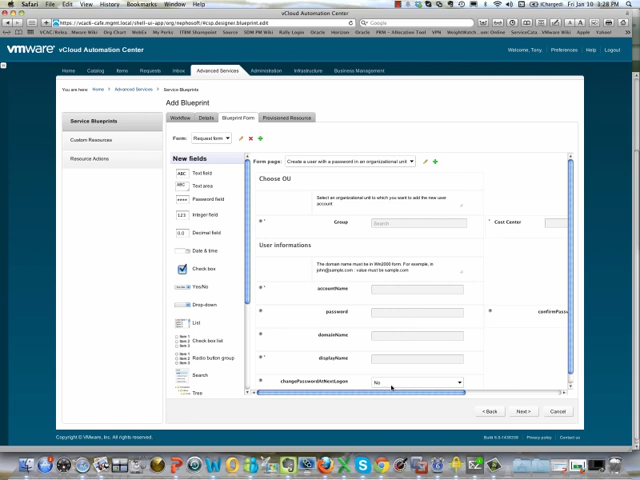 Safari File Edit View History Bookmarks Window Help
(Charged) Fri Jan 10 3:28 PM
vCloud Automation Center
vmware vCloud Automation Center
Welcome, Tony. Preferences Help Logout
Home Catalog Items Requests Inbox Advanced Services Administration Infrastructure Business Management
You are here: Home Advanced Services Service Blueprints
Service Blueprints
Custom Resources
Resource Actions
Add Blueprint
Workflow Details Blueprint Form Provisioned Resource
Form: Request form
New fields
Text field
Text area
Password field
Integer field
Decimal field
Date & time
Check box
Yes/No
Drop-down
List
Check box list
Radio button group
Search
Tree
Form page: Create a user with a password in an organizational unit
Choose OU
Select an organizational unit to which you want to add the new user
account
Group Search Cost Center
User informations
The domain name must be in Win2000 form. For example, in
john@sample.com : value must be sample.com
accountName
password confirmPass
domainName
displayName
changePasswordAtNextLogon No
< Back Next > Cancel
Copyright © VMware, Inc. All rights reserved.
Privacy policy Contact us